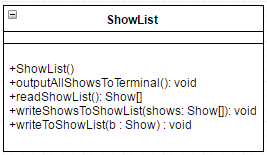 ShowList
+ShowList()
+outputAllShowsToTerminal(): void
+readShowList(): Show[]
+writeShowsToShowList(shows: Show[]): void
+writeToShowList(b : Show) : void